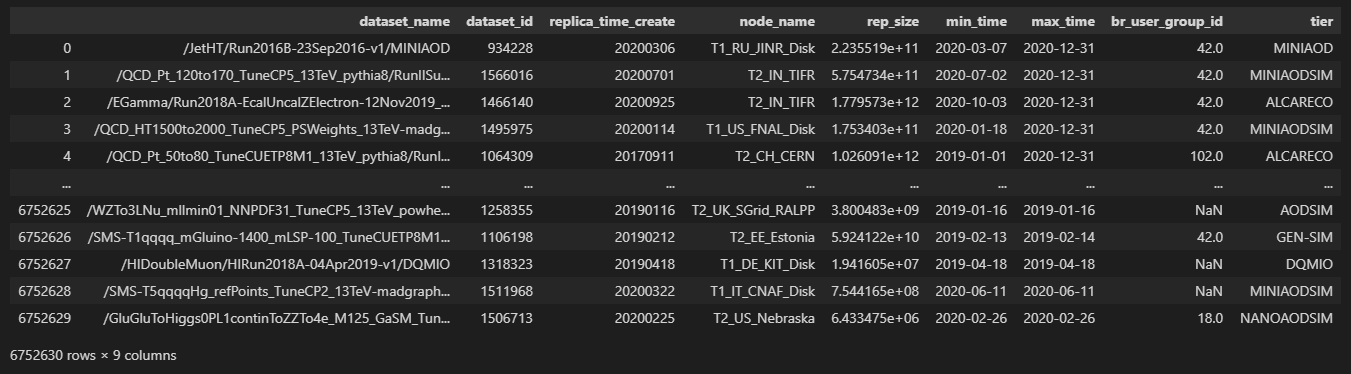 dataset_name dataset_id replica_time_create node_name rep_size min_time max_time br_user_group_id tier
0 /JetHT/Run2016B-23Sep2016-v1/MINIAOD 934228 20200306 T1_RU_JINR_Disk 2.235519e+11 2020-03-07 2020-12-31 42.0 MINIAOD
1 /QCD_Pt_120to170_TuneCP5_13TeV_pythia8/RunIISu... 1566016 20200701 T2_IN_TIFR 5.754734e+11 2020-07-02 2020-12-31 42.0 MINIAODSIM
2 /EGamma/Run2018A-EcalUncalZElectron-12Nov2019_... 1466140 20200925 T2_IN_TIFR 1.779573e+12 2020-10-03 2020-12-31 42.0 ALCARECO
3 /QCD_HT1500to2000_TuneCP5_PSWeights_13TeV-madg... 1495975 20200114 T1_US_FNAL_Disk 1.753403e+11 2020-01-18 2020-12-31 42.0 MINIAODSIM
4 /QCD_Pt_50to80_TuneCUETP8M1_13TeV_pythia8/RunI... 1064309 20170911 T2_CH_CERN 1.026091e+12 2019-01-01 2020-12-31 102.0 ALCARECO
... ... ... ... ... ... ... ... ... ...
6752625 /WZTo3LNu_mllmin01_NNPDF31_TuneCP5_13TeV_powhe... 1258355 20190116 T2_UK_SGrid_RALPP 3.800483e+09 2019-01-16 2019-01-16 NaN AODSIM
6752626 /SMS-T1qqqq_mGluino-1400_mLSP-100_TuneCUETP8M1... 1106198 20190212 T2_EE_Estonia 5.924122e+10 2019-02-13 2019-02-14 42.0 GEN-SIM
6752627 /HIDoubleMuon/HIRun2018A-04Apr2019-v1/DQMIO 1318323 20190418 T1_DE_KIT_Disk 1.941605e+07 2019-04-18 2019-04-18 NaN DQMIO
6752628 /SMS-T5qqqqHg_refPoints_TuneCP2_13TeV-madgraph... 1511968 20200322 T1_IT_CNAF_Disk 7.544165e+08 2020-06-11 2020-06-11 NaN MINIAODSIM
6752629 /GluGluToHiggs0PL1continToZZTo4e_M125_GaSM_Tun... 1506713 20200225 T2_US_Nebraska 6.433475e+06 2020-02-26 2020-02-26 18.0 NANOAODSIM
6752630 rows × 9 columns